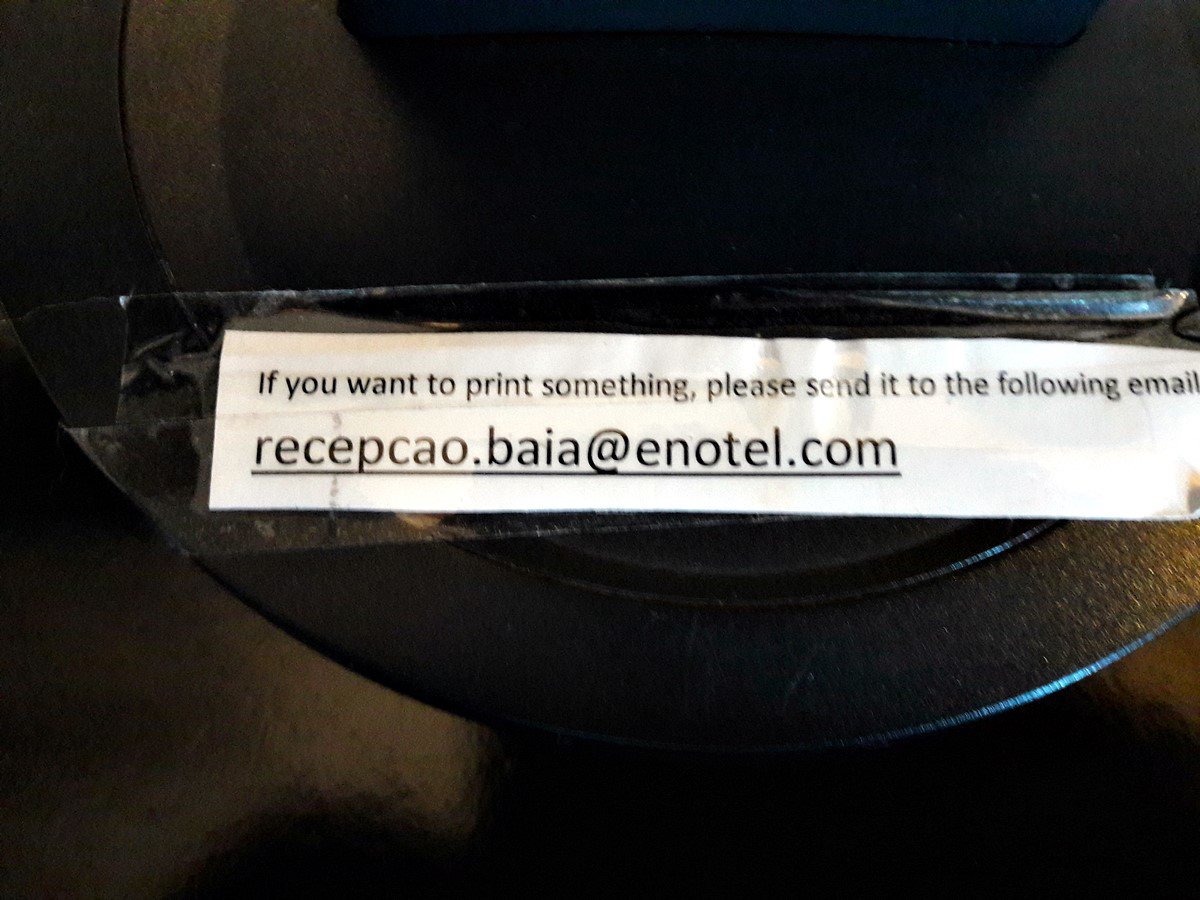 If you want to print something, please send it to the following email
recepcao.baia@enotel.com